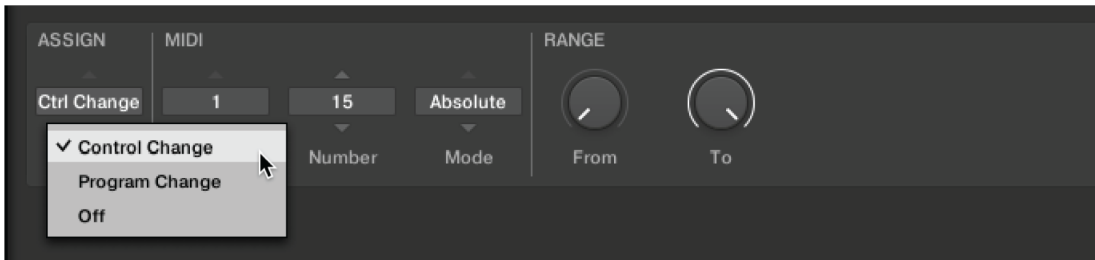 ASSIGN
MIDI
RANGE
Ctrl Change
1
15
Absolute
Control Change
Number
Mode
From
To
Program Change
Off